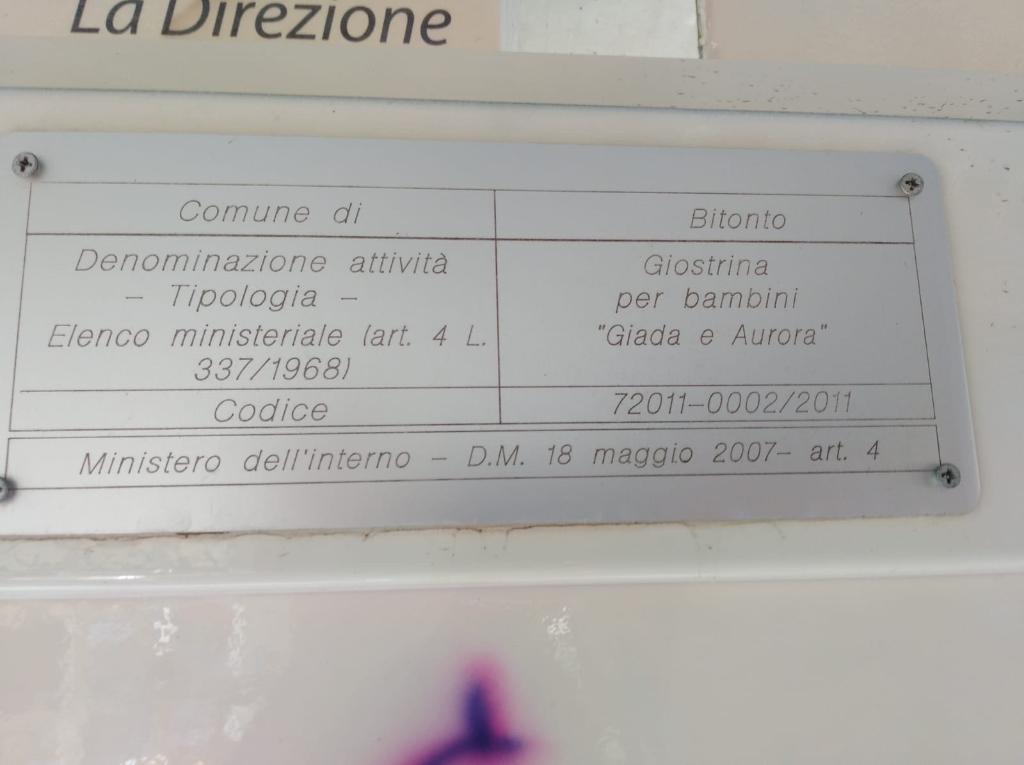 La Direzione
Comune di
Bitonto
Denominazione attività
- Tipologia -
Elenco ministeriale (art. 4 L.
337/1968)
Giostrina
per bambini
"Giada e Aurora"
Codice
72011-0002/2011
Ministero dell'interno - D.M. 18 maggio 2007- art. 4